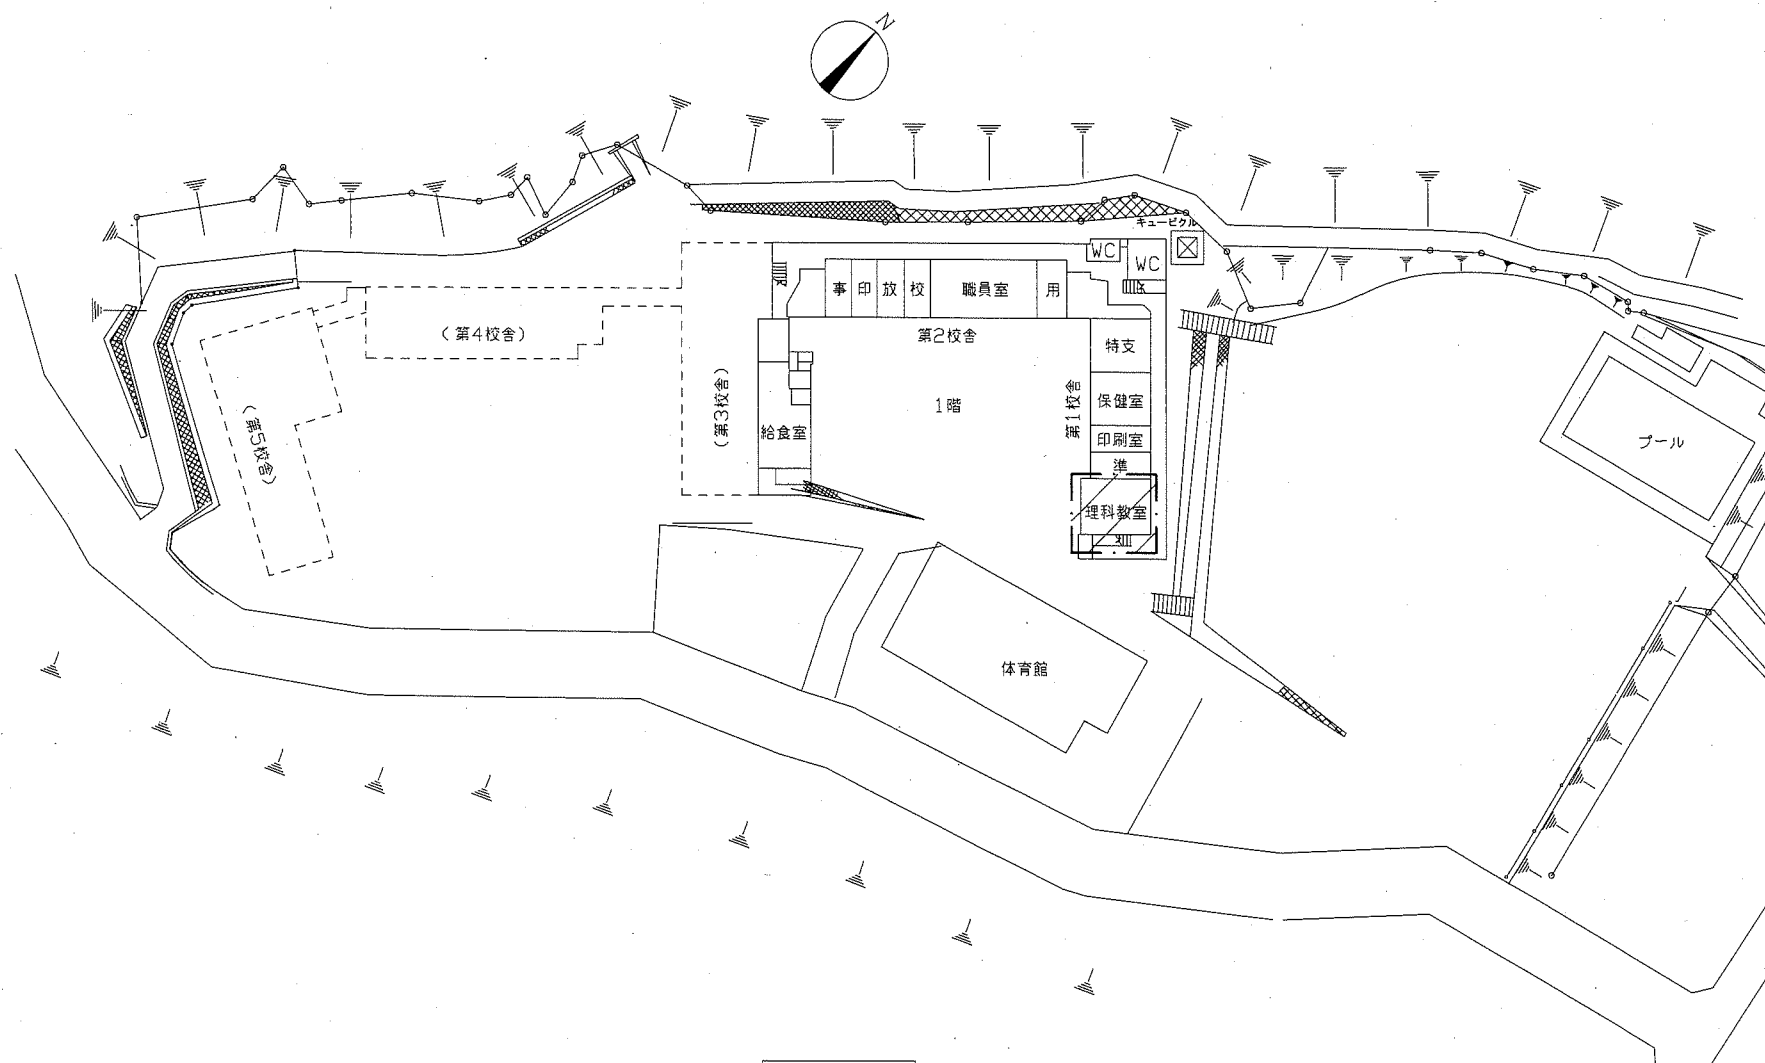 N
キュービクル
WC
WC
事 印 放 校 職員室 用
(第4校舎)
第2校舎
特支
(第3校舎)
(第5校舎)
1階
第1校舎
保健室
給食室
印刷室
プール
準
理科教室
体育館